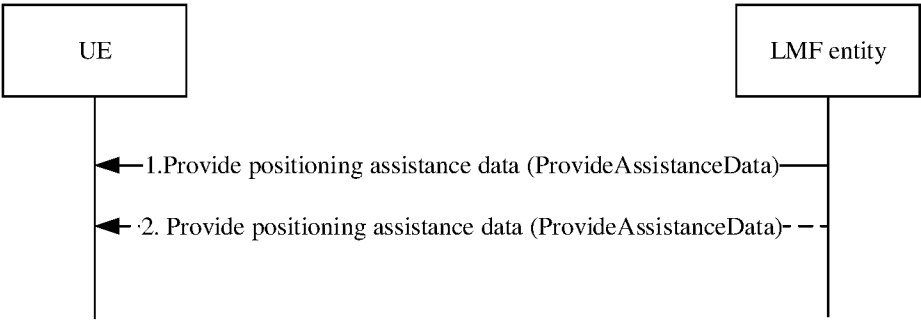 UE
LMF entity
1.Provide positioning assistance data (ProvideAssistanceData)
2. Provide positioning assistance data (ProvideAssistanceData)